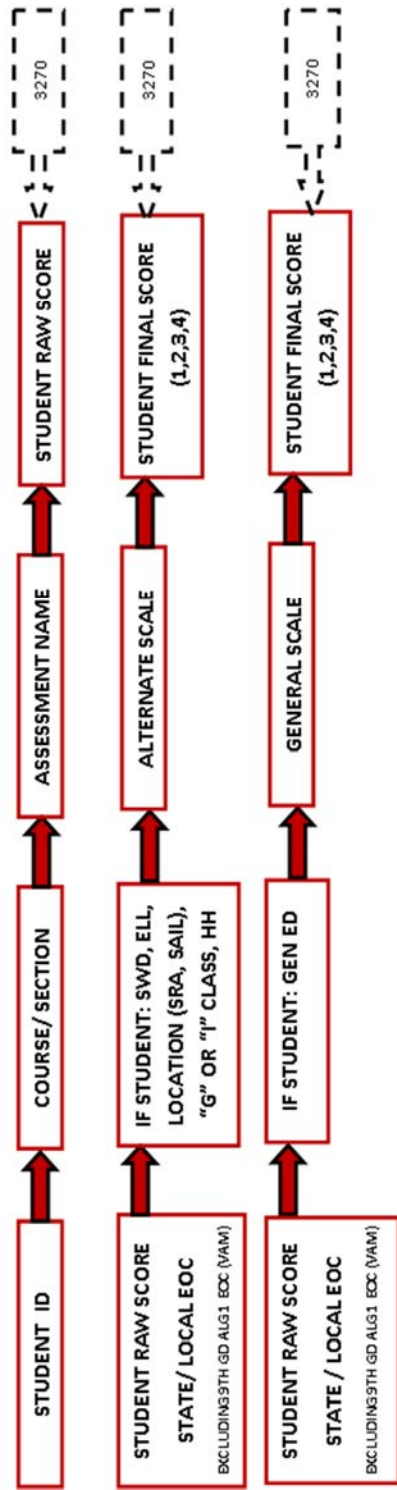 STUDENT ID
COURSE/ SECTION
ASSESSMENT NAME
STUDENT RAW SCORE
3270
STUDENT RAW SCORE
STATE/ LOCAL EOC
EXCLUDING 9TH GD ALG1 EOC (VAM)
IF STUDENT: SWD, ELL,
LOCATION (SRA, SAIL),
"G" OR "I" CLASS, HH
ALTERNATE SCALE
STUDENT FINAL SCORE
(1,2,3,4)
3270
STUDENT RAW SCORE
STATE / LOCAL EOC
EXCLUDING 9TH GD ALG1 EOC (VAM)
IF STUDENT: GEN ED
GENERAL SCALE
STUDENT FINAL SCORE
(1,2,3,4)
3270